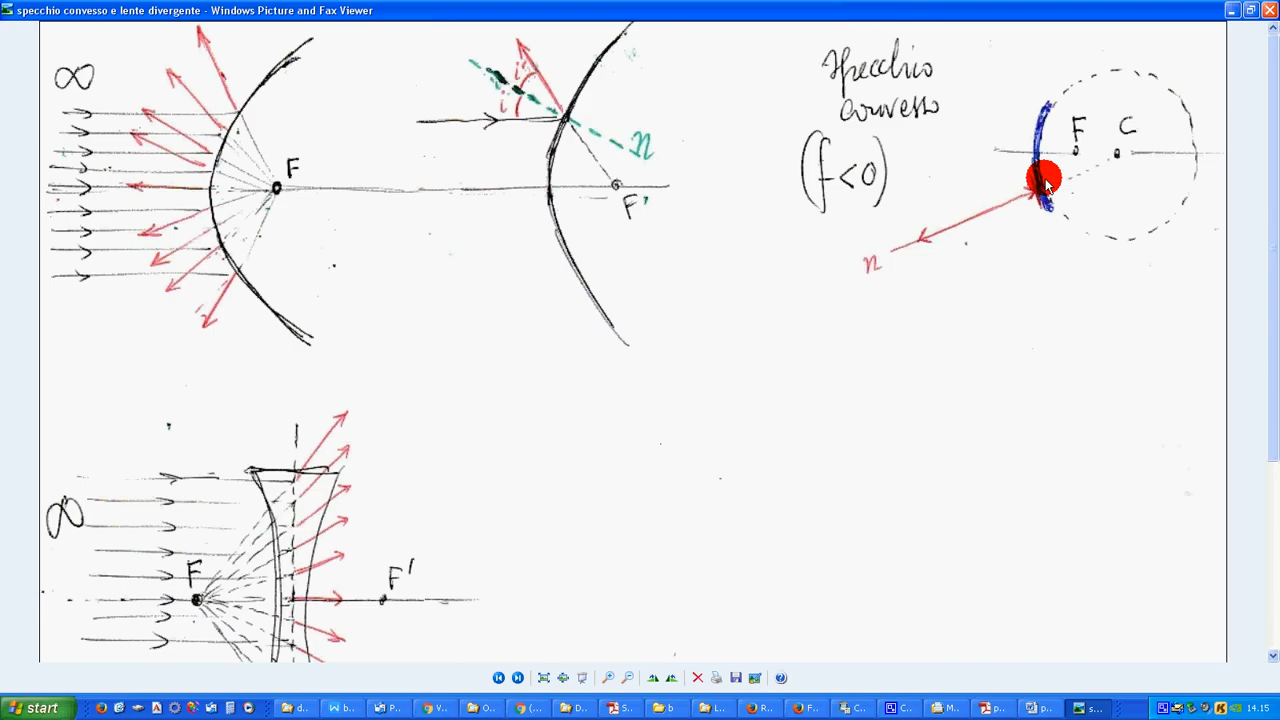 specchio convesso e lente divergente - Windows Picture and Fax Viewer
∞
F
i
i
n
F'
Specchio
convesso
(f<0)
F
C
n
∞
F
F'
start
d...
b...
P...
V...
O...
(...
D...
S...
b
L...
R...
F...
C...
C...
M...
p...
p...
s...
14.15